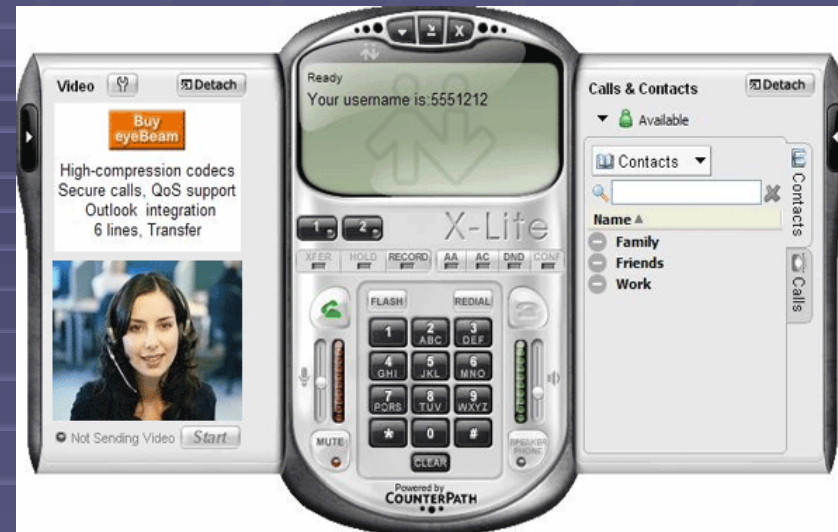 Video
Detach
Buy
eyeBeam
High-compression codecs
Secure calls, QoS support
Outlook integration
6 lines, Transfer
Not Sending Video
Start
X
Ready
Your username is:5551212
1
2
X-Lite
XFER
HOLD
RECORD
AA
AC
DND
CONF
FLASH
REDIAL
1
2
ABC
3
DEF
4
GHI
5
JKL
6
MNO
7
PQRS
8
TUV
9
WXYZ
*
0
#
MUTE
SPEAKER
PHONE
CLEAR
Powered by
COUNTERPATH
Calls & Contacts
Detach
Available
Contacts
Name
Family
Friends
Work
Contacts
Calls